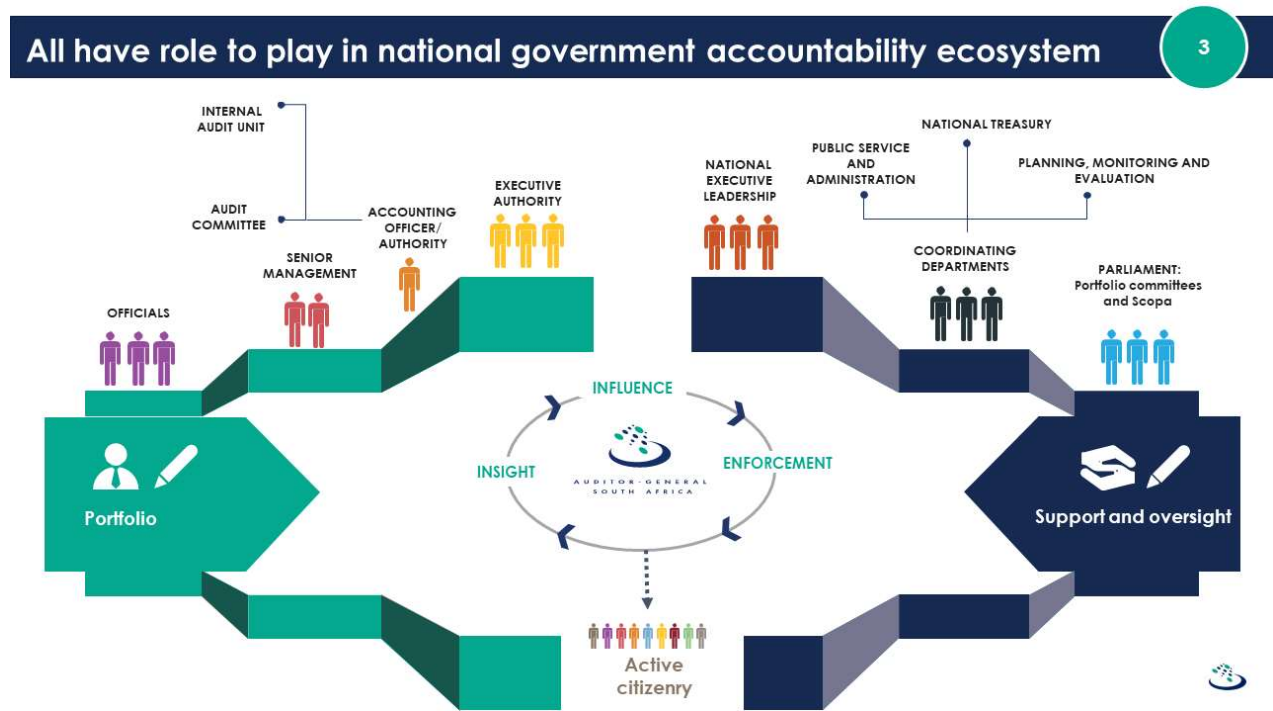 All have role to play in national government accountability ecosystem
3
INTERNAL
AUDIT UNIT
AUDIT
COMMITTEE
ACCOUNTING
OFFICER/
AUTHORITY
EXECUTIVE
AUTHORITY
SENIOR
MANAGEMENT
OFFICIALS
NATIONAL
EXECUTIVE
LEADERSHIP
PUBLIC SERVICE
AND
ADMINISTRATION
NATIONAL TREASURY
PLANNING, MONITORING AND
EVALUATION
COORDINATING
DEPARTMENTS
PARLIAMENT:
Portfolio committees
and Scopa
Portfolio
INFLUENCE
INSIGHT
ENFORCEMENT
AUDITOR-GENERAL
SOUTH AFRICA
Support and oversight
Active
citizenry